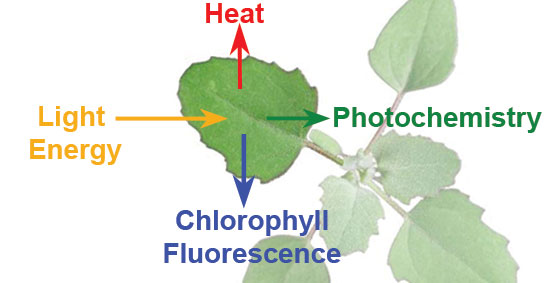 Heat
Light
Energy
Photochemistry
Chlorophyll
Fluorescence